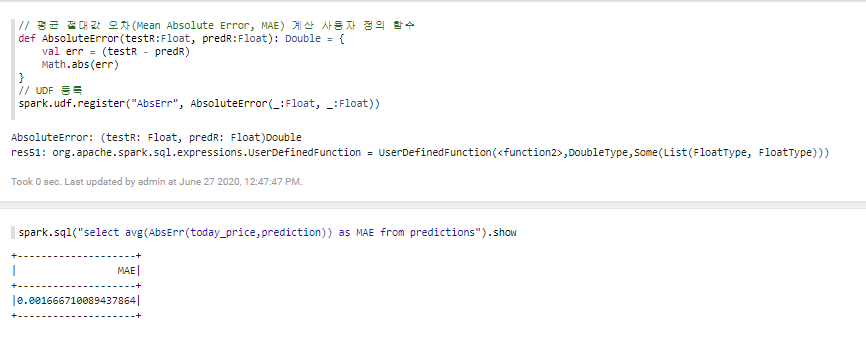 // 평균 절대값 오차(Mean Absolute Error, MAE) 계산 사용자 정의 함수
def AbsoluteError(testR:Float, predR:Float): Double = {
    val err = (testR - predR)
    Math.abs(err)
}
// UDF 등록
spark.udf.register("AbsErr", AbsoluteError(_:Float, _:Float))
AbsoluteError: (testR: Float, predR: Float)Double
res51: org.apache.spark.sql.expressions.UserDefinedFunction = UserDefinedFunction(<function2>,DoubleType,Some(List(FloatType, FloatType)))
Took 0 sec. Last updated by admin at June 27 2020, 12:47:47 PM.
spark.sql("select avg(AbsErr(today_price,prediction)) as MAE from predictions").show
+--------------------+
|                 MAE|
+--------------------+
|0.001666710089437864|
+--------------------+